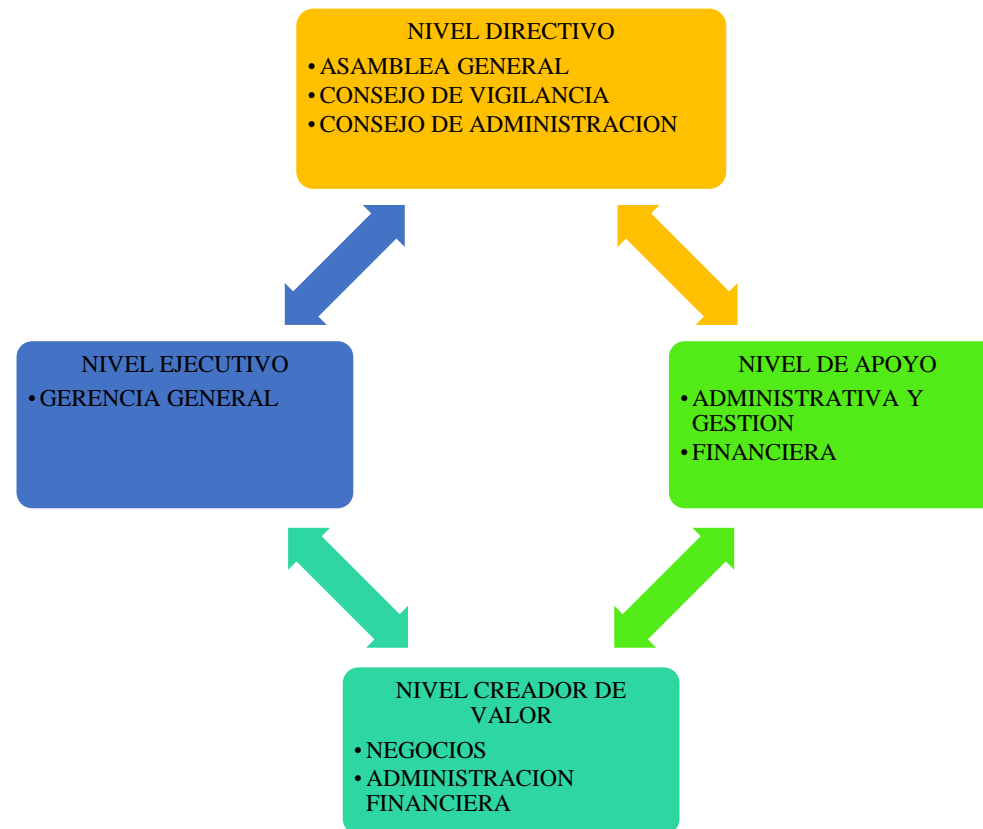 NIVEL DIRECTIVO
• ASAMBLEA GENERAL
• CONSEJO DE VIGILANCIA
• CONSEJO DE ADMINISTRACION
NIVEL EJECUTIVO
• GERENCIA GENERAL
NIVEL DE APOYO
• ADMINISTRATIVA Y
GESTION
• FINANCIERA
NIVEL CREADOR DE
VALOR
• NEGOCIOS
• ADMINISTRACION
FINANCIERA